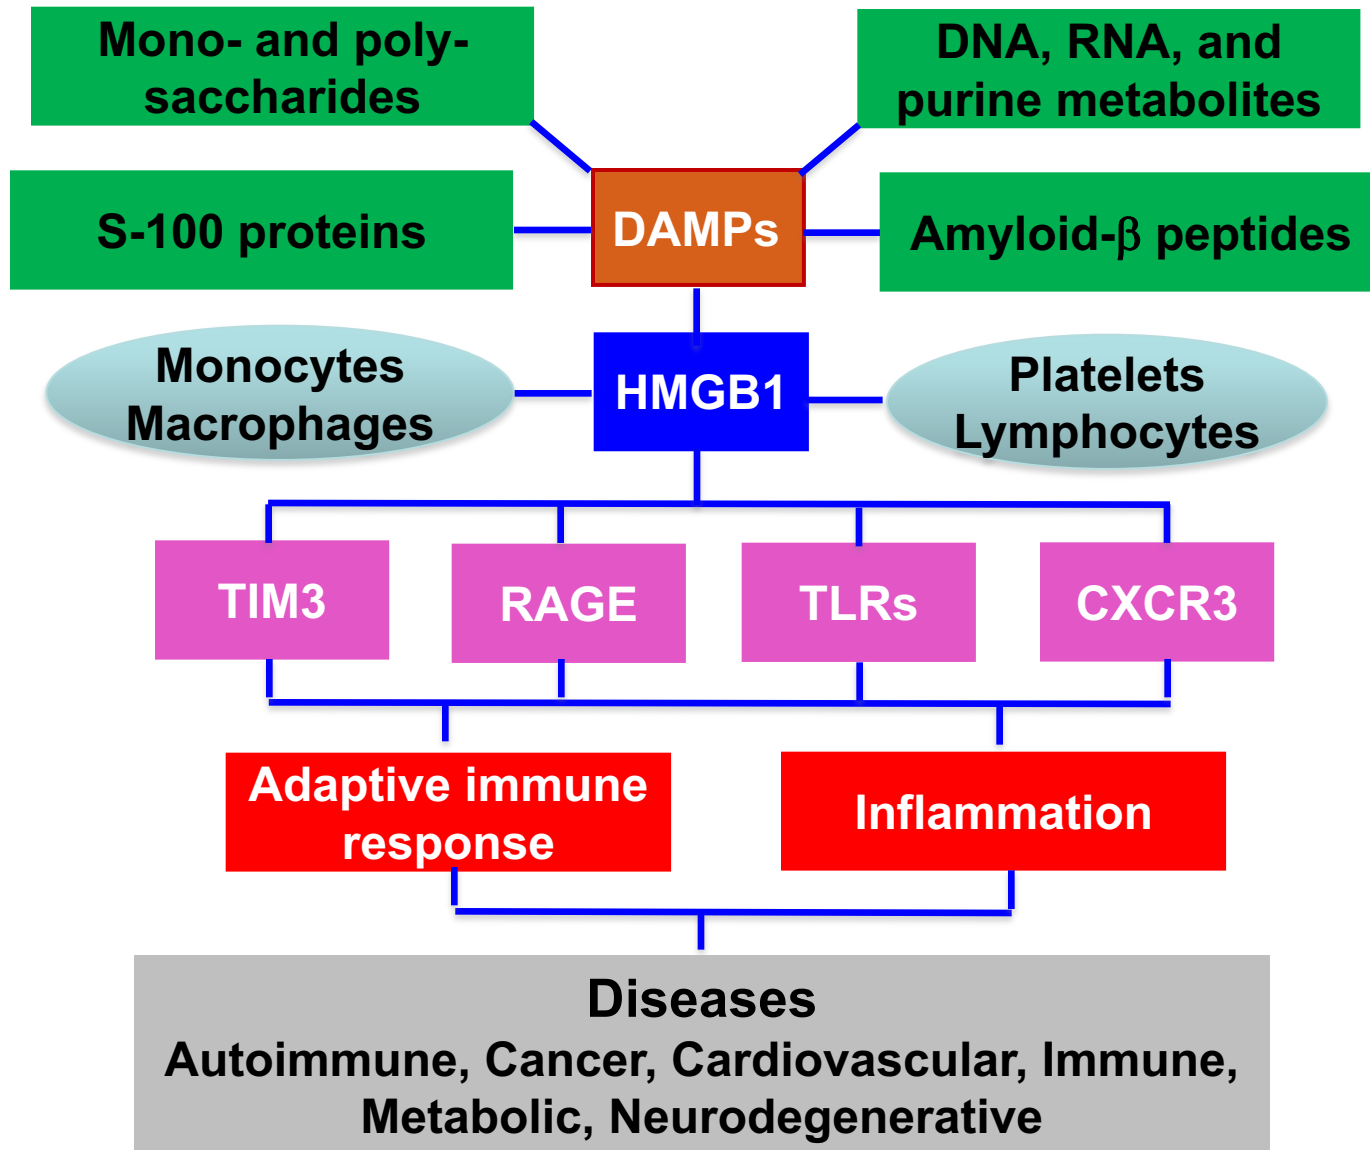 Mono- and poly-
saccharides
DNA, RNA, and
purine metabolites
S-100 proteins
DAMPs
Amyloid-β peptides
Monocytes
Macrophages
HMGB1
Platelets
Lymphocytes
TIM3
RAGE
TLRs
CXCR3
Adaptive immune
response
Inflammation
Diseases
Autoimmune, Cancer, Cardiovascular, Immune,
Metabolic, Neurodegenerative